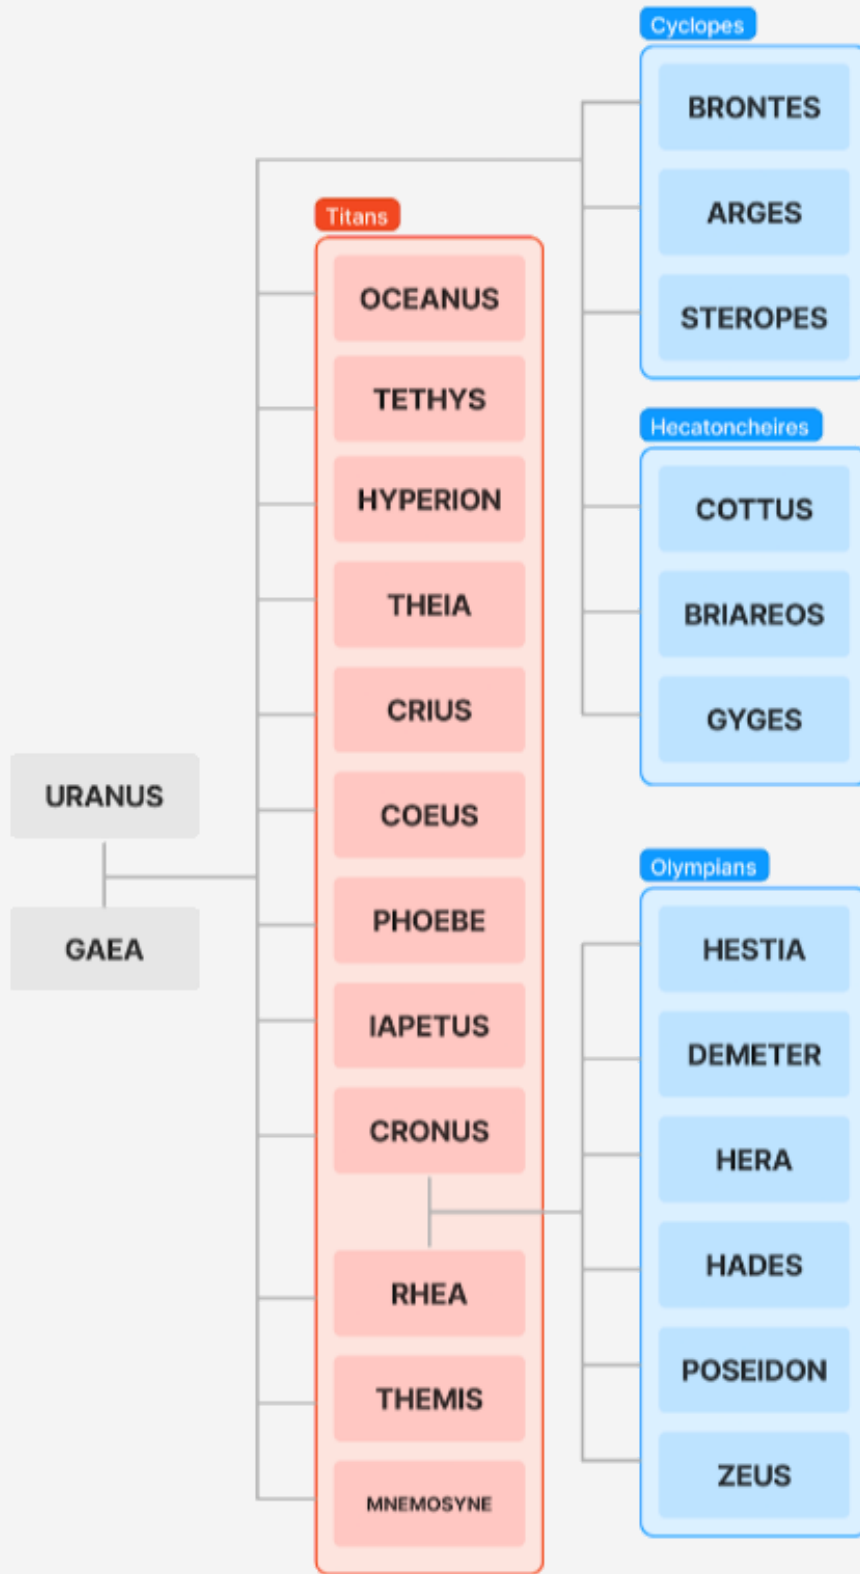 Cyclopes
BRONTES
ARGES
STEROPES
Titans
OCEANUS
TETHYS
HYPERION
THEIA
CRIUS
COEUS
PHOEBE
IAPETUS
CRONUS
RHEA
THEMIS
MNEMOSYNE
Hecatoncheires
COTTUS
BRIAREOS
GYGES
URANUS
GAEA
Olympians
HESTIA
DEMETER
HERA
HADES
POSEIDON
ZEUS